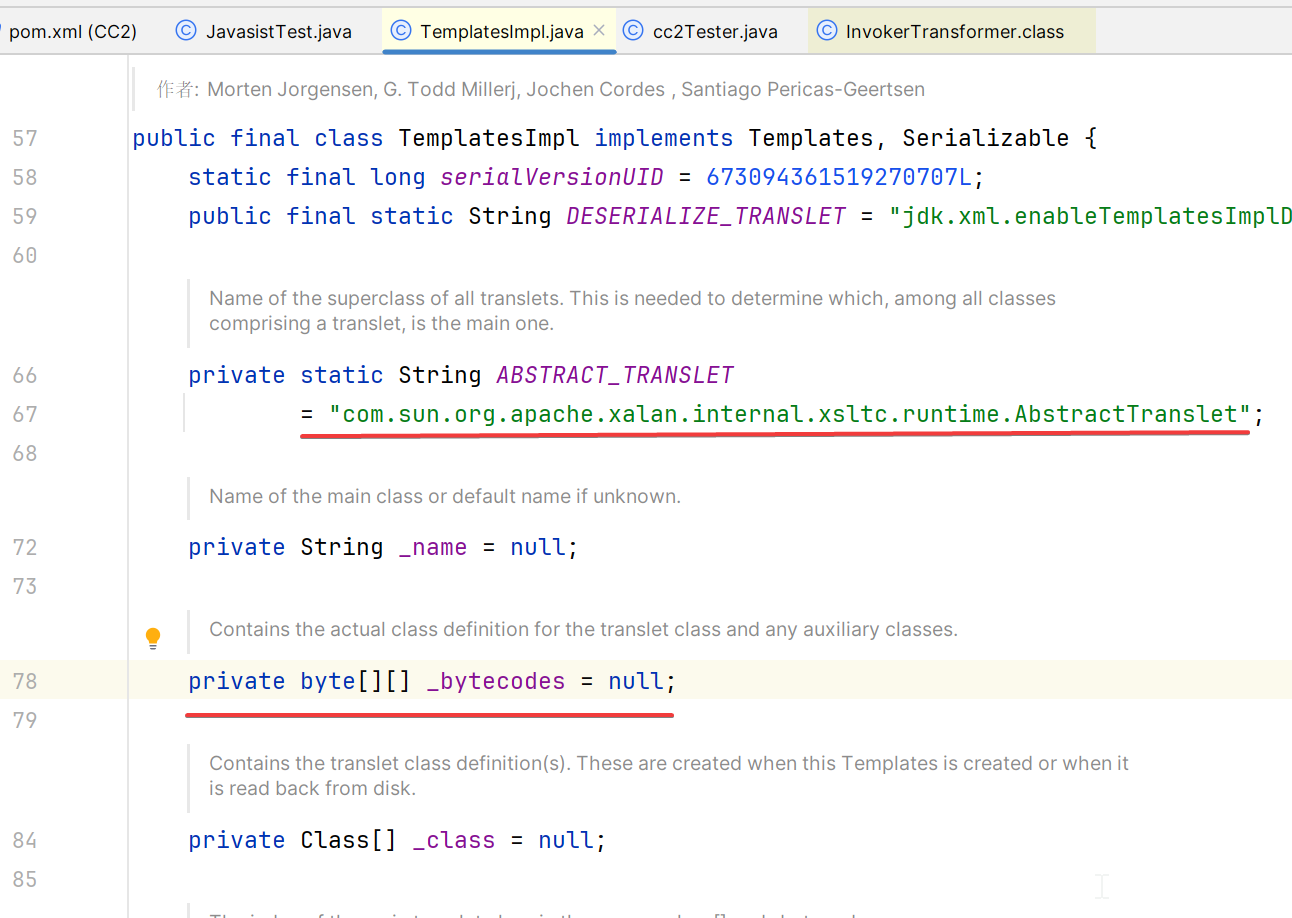 pom.xml (CC2) JavasistTest.java TemplatesImpl.java cc2Tester.java InvokerTransformer.class
作者: Morten Jorgensen, G. Todd Millerj, Jochen Cordes , Santiago Pericas-Geertsen
57 public final class TemplatesImpl implements Templates, Serializable {
58 static final long serialVersionUID = 673094361519270707L;
59 public final static String DESERIALIZE_TRANSLET = "jdk.xml.enableTemplatesImplD
60
Name of the superclass of all translets. This is needed to determine which, among all classes
comprising a translet, is the main one.
66 private static String ABSTRACT_TRANSLET
67 = "com.sun.org.apache.xalan.internal.xsltc.runtime.AbstractTranslet";
68
Name of the main class or default name if unknown.
72 private String _name = null;
73
Contains the actual class definition for the translet class and any auxiliary classes.
78 private byte[][] _bytecodes = null;
79
Contains the translet class definition(s). These are created when this Templates is created or when it
is read back from disk.
84 private Class[] _class = null;
85